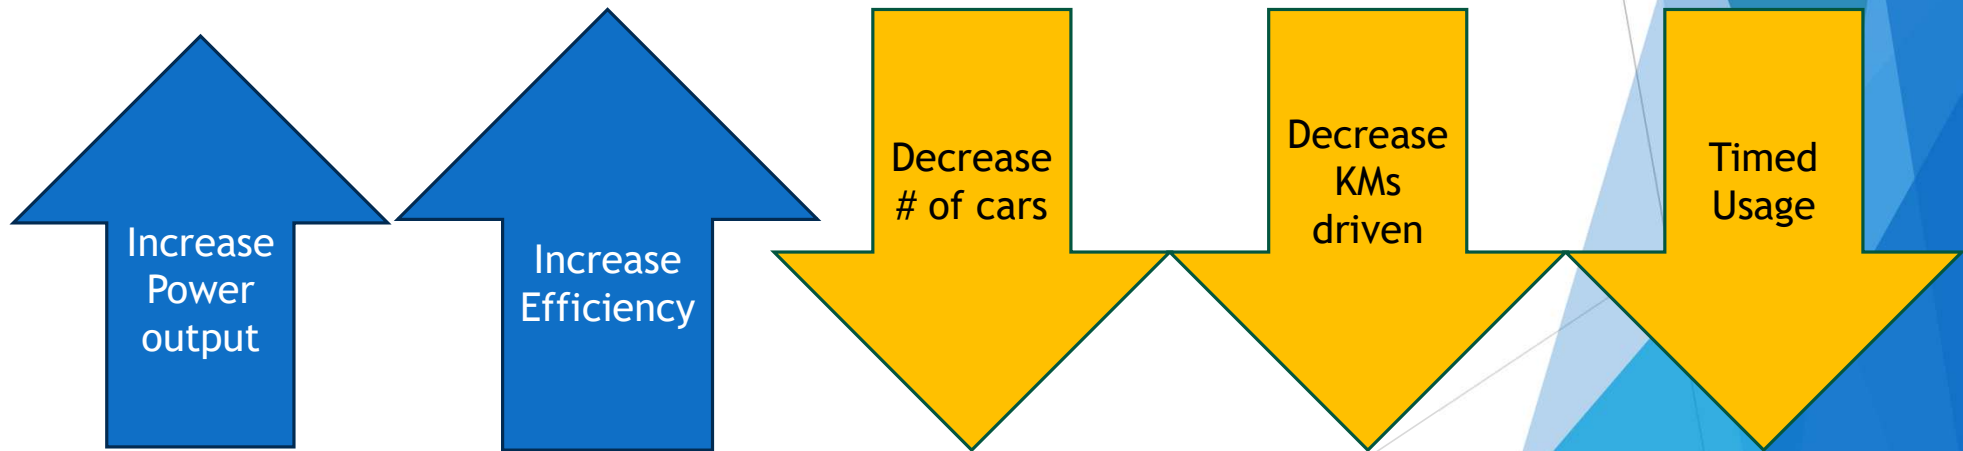 Increase
Power
output
Increase
Efficiency
Decrease
# of cars
Decrease
KMs
driven
Timed
Usage